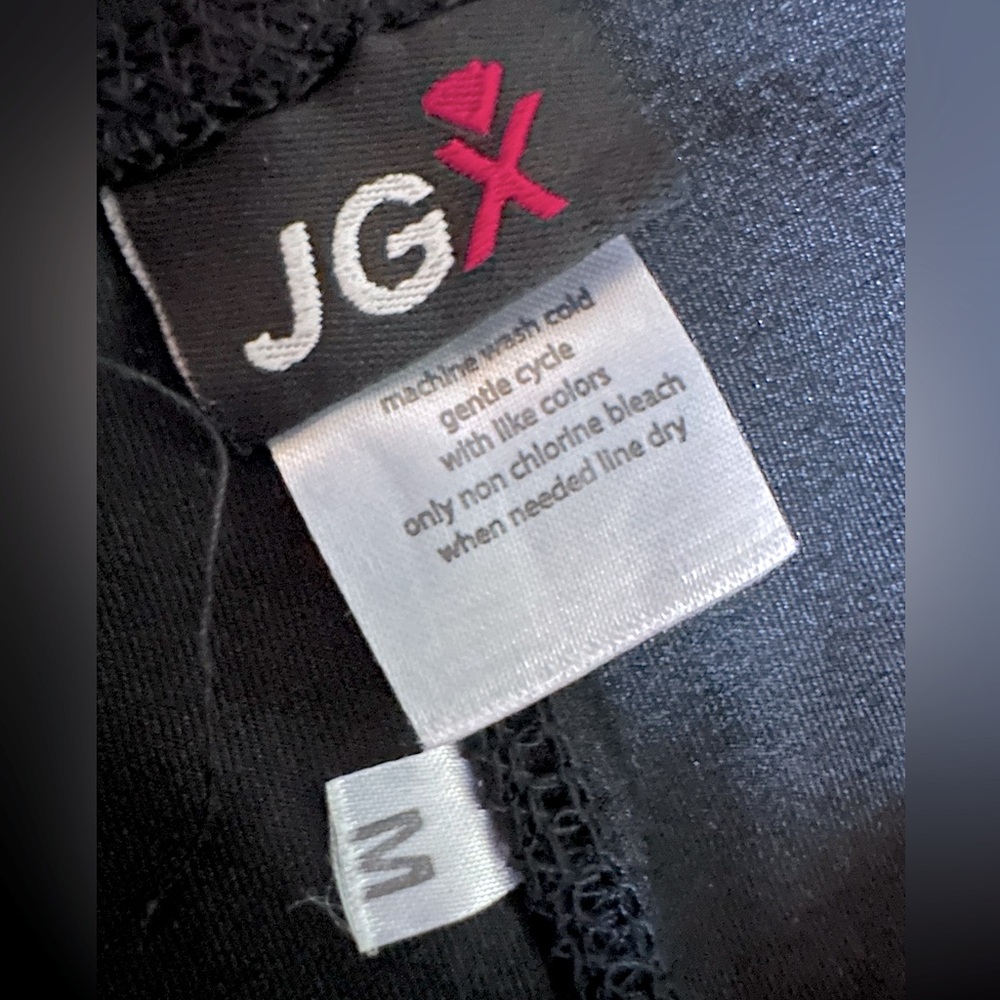 JGX
machine wash cold
gentle cycle
with like colors
only non chlorine bleach
when needed line dry
M